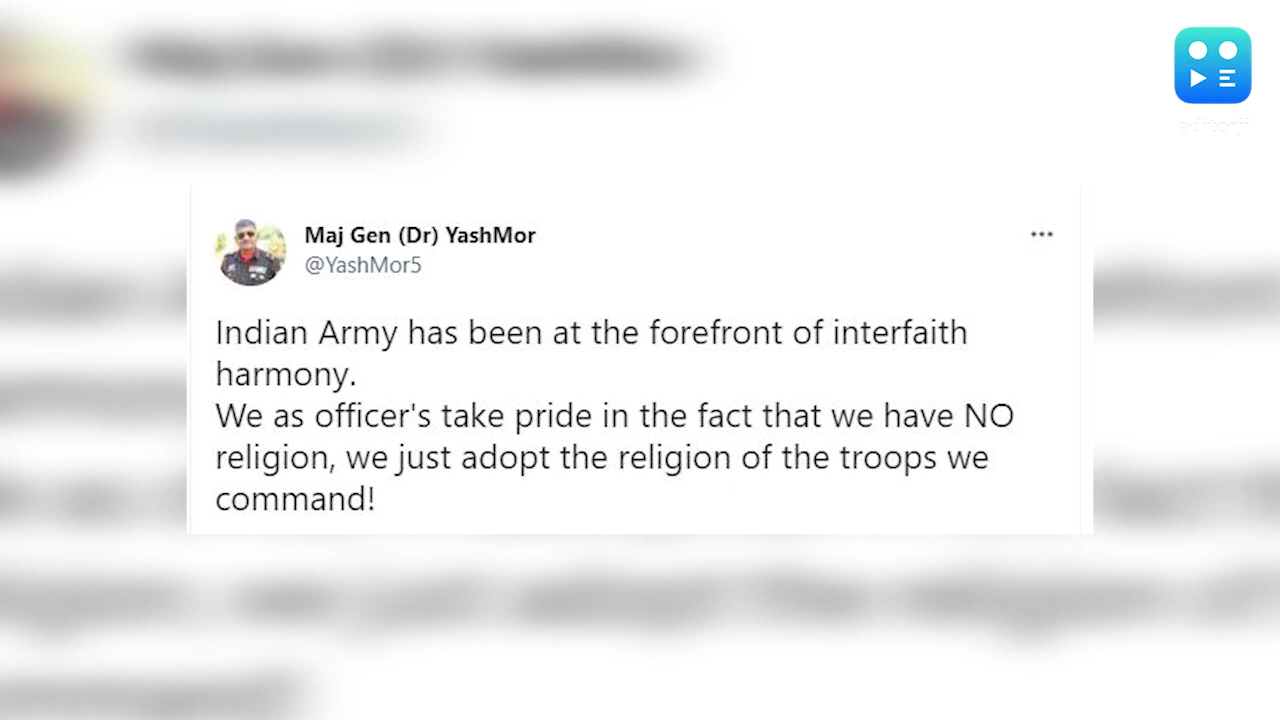 Maj Gen (Dr) YashMor
@YashMor5
Indian Army has been at the forefront of interfaith
harmony.
We as officer's take pride in the fact that we have NO
religion, we just adopt the religion of the troops we
command!